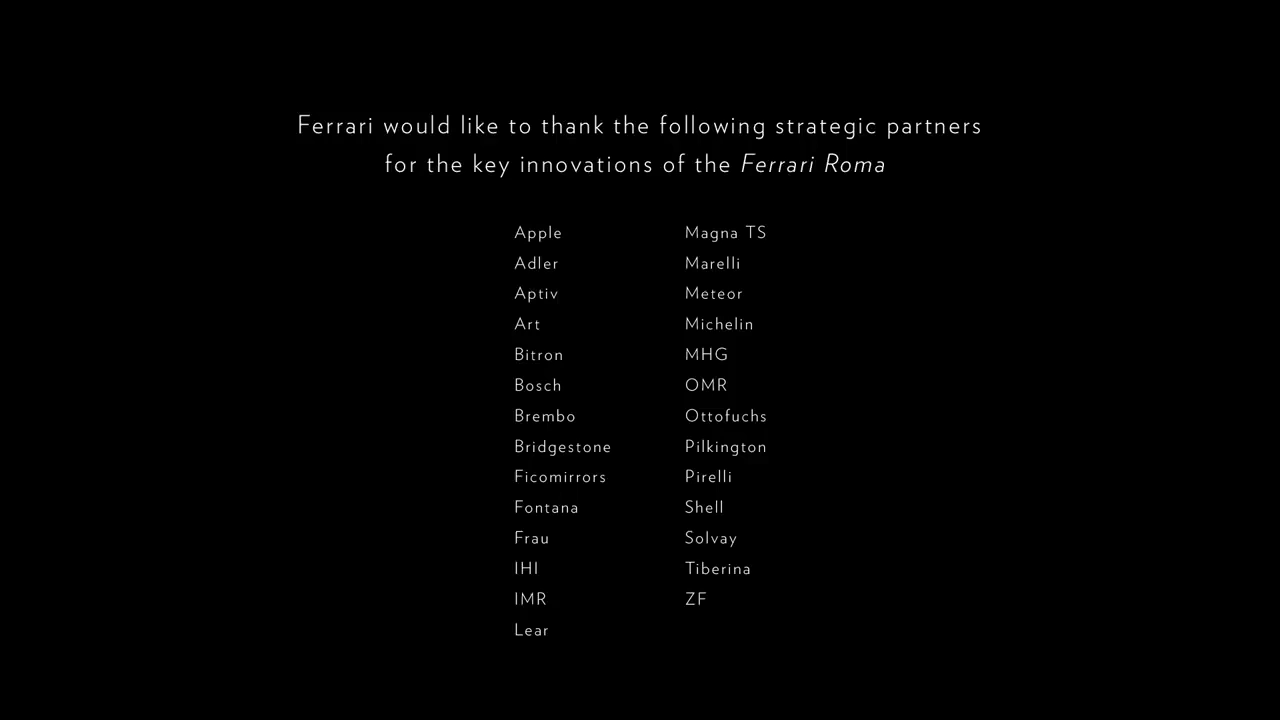 Ferrari would like to thank the following strategic partners
for the key innovations of the Ferrari Roma
Apple
Adler
Aptiv
Art
Bitron
Bosch
Brembo
Bridgestone
Ficomirrors
Fontana
Frau
IHI
IMR
Lear
Magna TS
Marelli
Meteor
Michelin
MHG
OMR
Ottofuchs
Pilkington
Pirelli
Shell
Solvay
Tiberina
ZF